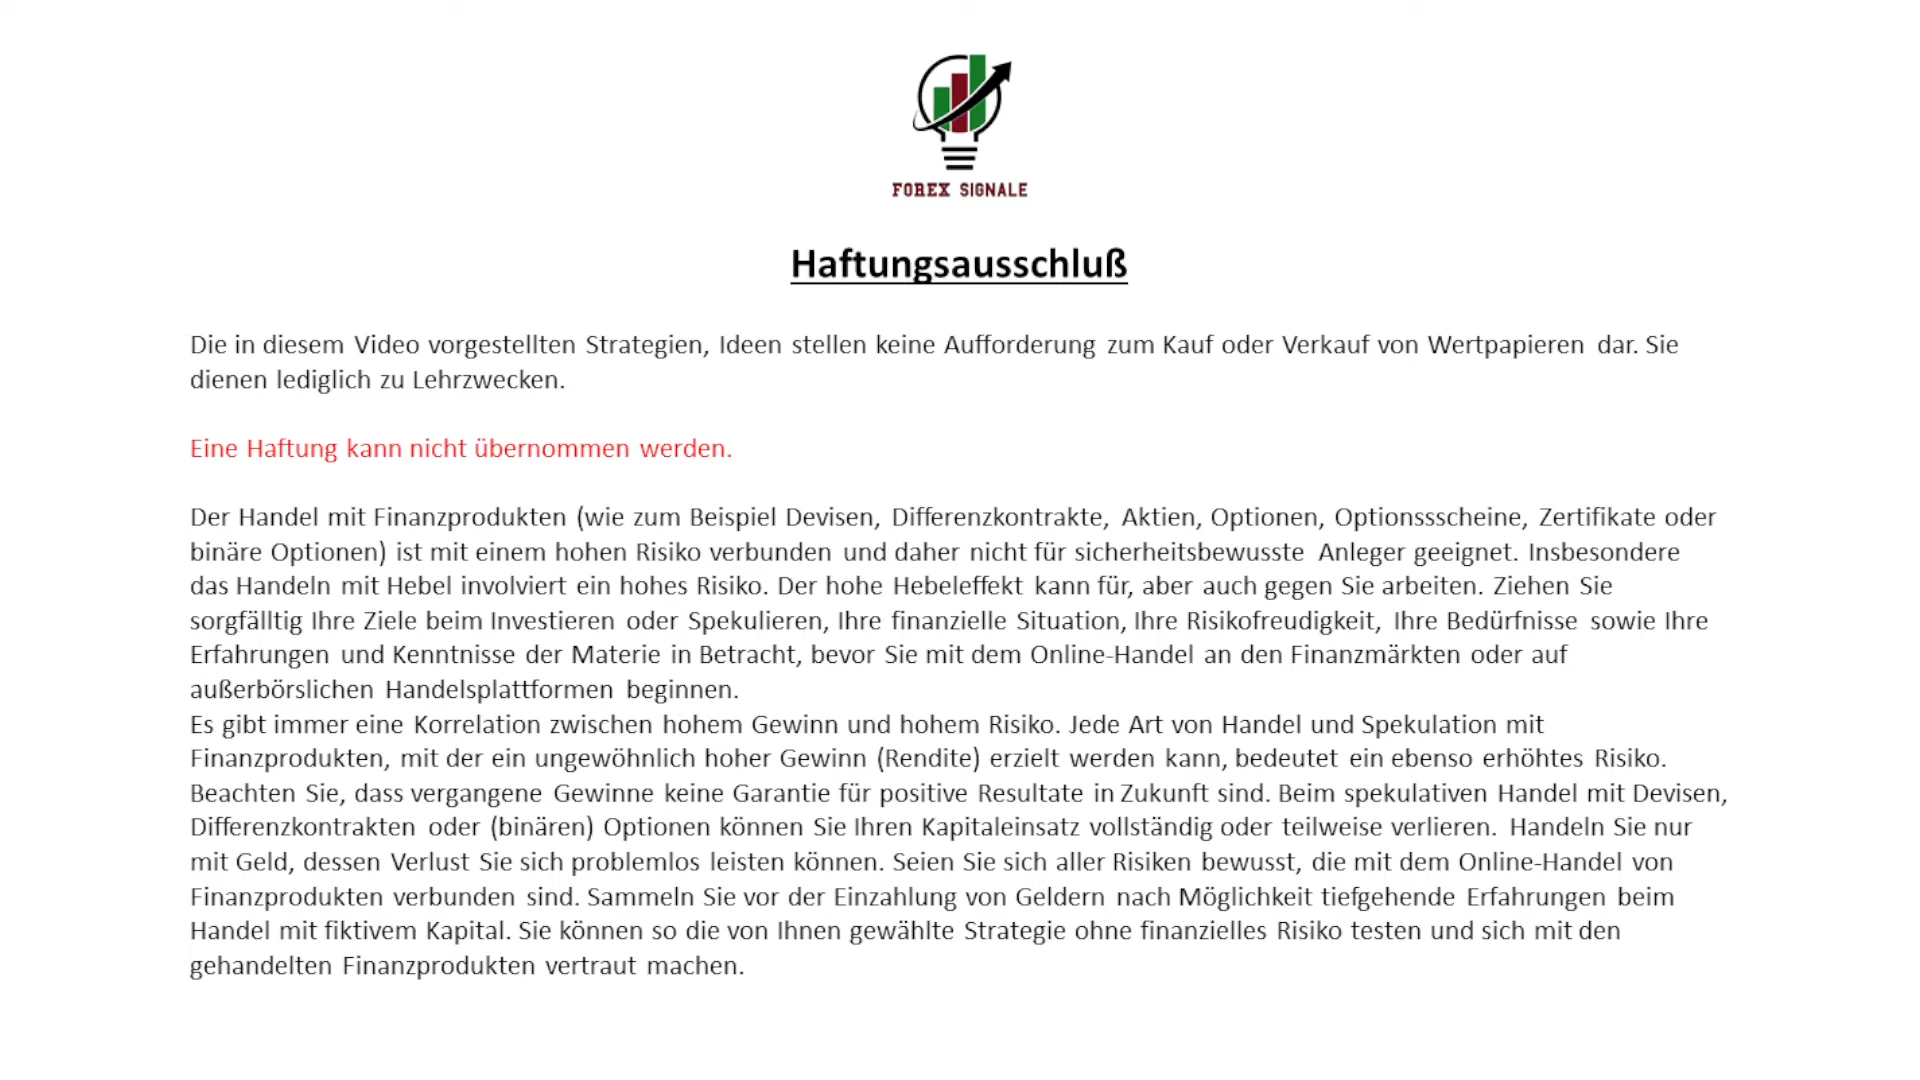 FOREX SIGNALE
Haftungsausschluß
Die in diesem Video vorgestellten Strategien, Ideen stellen keine Aufforderung zum Kauf oder Verkauf von Wertpapieren dar. Sie
dienen lediglich zu Lehrzwecken.
Eine Haftung kann nicht übernommen werden.
Der Handel mit Finanzprodukten (wie zum Beispiel Devisen, Differenzkontrakte, Aktien, Optionen, Optionssscheine, Zertifikate oder
binäre Optionen) ist mit einem hohen Risiko verbunden und daher nicht für sicherheitsbewusste Anleger geeignet. Insbesondere
das Handeln mit Hebel involviert ein hohes Risiko. Der hohe Hebeleffekt kann für, aber auch gegen Sie arbeiten. Ziehen Sie
sorgfälltig Ihre Ziele beim Investieren oder Spekulieren, Ihre finanzielle Situation, Ihre Risikofreudigkeit, Ihre Bedürfnisse sowie Ihre
Erfahrungen und Kenntnisse der Materie in Betracht, bevor Sie mit dem Online-Handel an den Finanzmärkten oder auf
außerbörslichen Handelsplattformen beginnen.
Es gibt immer eine Korrelation zwischen hohem Gewinn und hohem Risiko. Jede Art von Handel und Spekulation mit
Finanzprodukten, mit der ein ungewöhnlich hoher Gewinn (Rendite) erzielt werden kann, bedeutet ein ebenso erhöhtes Risiko.
Beachten Sie, dass vergangene Gewinne keine Garantie für positive Resultate in Zukunft sind. Beim spekulativen Handel mit Devisen,
Differenzkontrakten oder (binären) Optionen können Sie Ihren Kapitaleinsatz vollständig oder teilweise verlieren. Handeln Sie nur
mit Geld, dessen Verlust Sie sich problemlos leisten können. Seien Sie sich aller Risiken bewusst, die mit dem Online-Handel von
Finanzprodukten verbunden sind. Sammeln Sie vor der Einzahlung von Geldern nach Möglichkeit tiefgehende Erfahrungen beim
Handel mit fiktivem Kapital. Sie können so die von Ihnen gewählte Strategie ohne finanzielles Risiko testen und sich mit den
gehandelten Finanzprodukten vertraut machen.